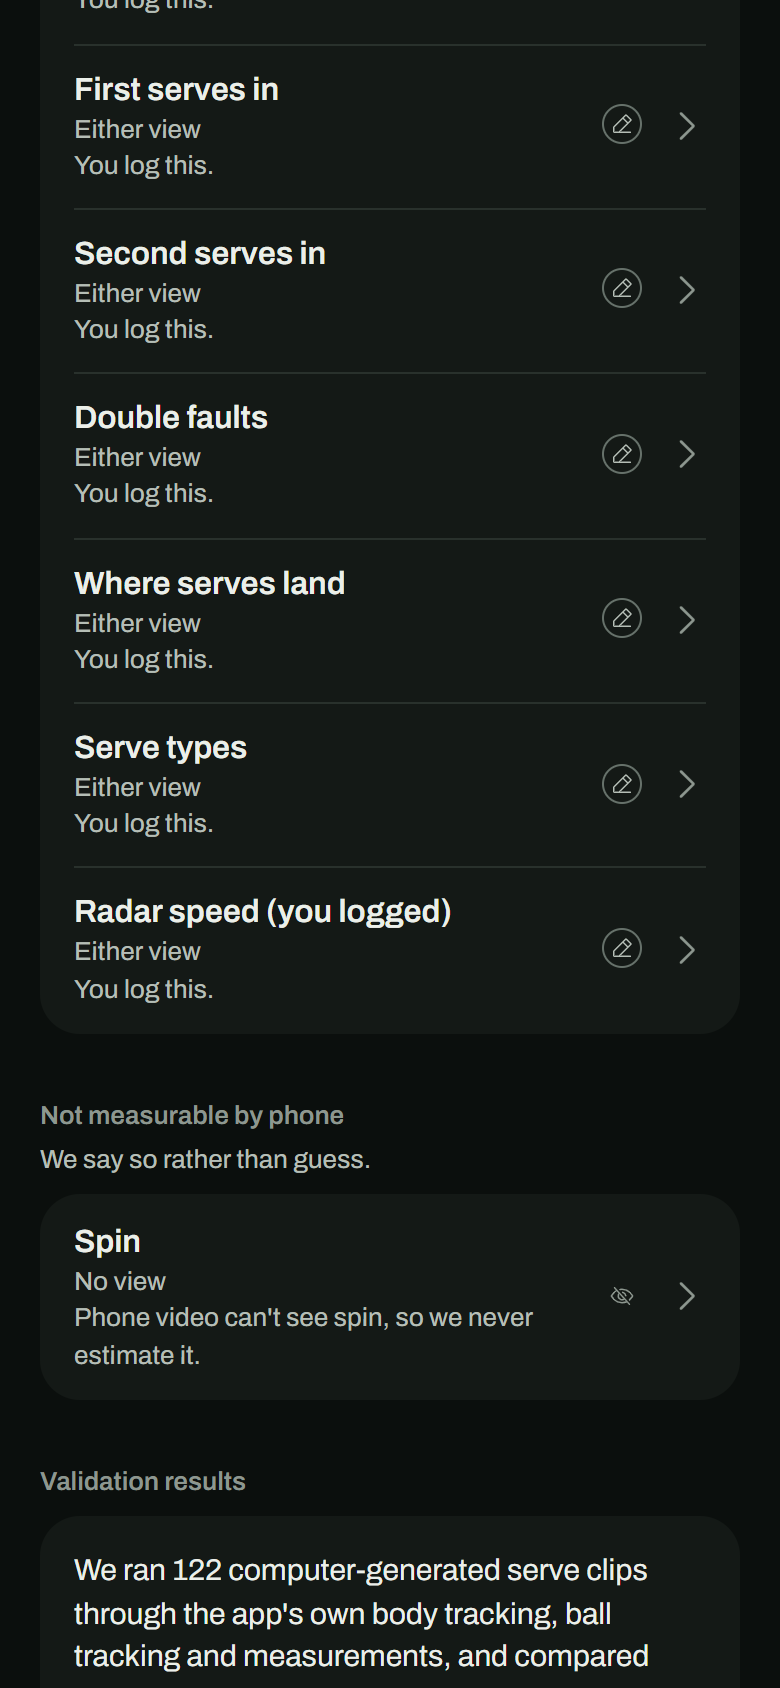 You log this.
First serves in
Either view
You log this.
Second serves in
Either view
You log this.
Double faults
Either view
You log this.
Where serves land
Either view
You log this.
Serve types
Either view
You log this.
Radar speed (you logged)
Either view
You log this.
Not measurable by phone
We say so rather than guess.
Spin
No view
Phone video can't see spin, so we never
estimate it.
Validation results
We ran 122 computer-generated serve clips
through the app's own body tracking, ball
tracking and measurements, and compared